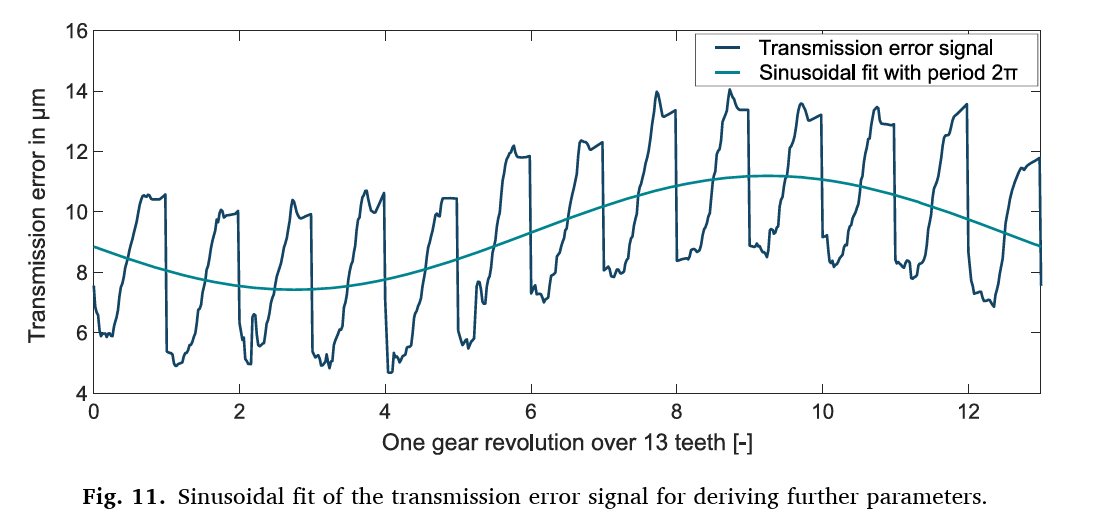 16
14
12
10
8
6
4
Transmission error in μm
Transmission error signal
Sinusoidal fit with period 2π
0 2 4 6 8 10 12
One gear revolution over 13 teeth [-]
Fig. 11. Sinusoidal fit of the transmission error signal for deriving further parameters.